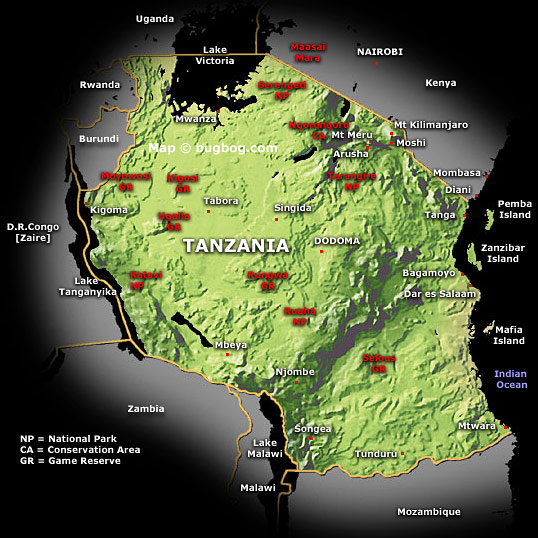 Uganda
Lake
Victoria
Maasai
Mara
NAIROBI
Rwanda
Serengeti
NP
Kenya
Mwanza
Ngorongoro
CA
Mt Kilimanjaro
Burundi
Mt Meru
Moshi
Map © bugbog.com
Arusha
Moyowosi
GR
Kigosi
GR
Tarangire
NP
Mombasa
Diani
Kigoma
Tabora
Singida
Tanga
Pemba
Island
Ugalla
GR
D.R.Congo
[Zaire]
TANZANIA
DODOMA
Zanzibar
Island
Katavi
NP
GR
Bagamoyo
Lake
Tanganyika
Dar es Salaam
Ruaha
NP
Mafia
Island
Mbeya
Selous
GR
Njombe
Indian
Ocean
Zambia
Songea
Mtwara
NP = National Park
CA = Conservation Area
GR = Game Reserve
Lake
Malawi
Tunduru
Malawi
Mozambique